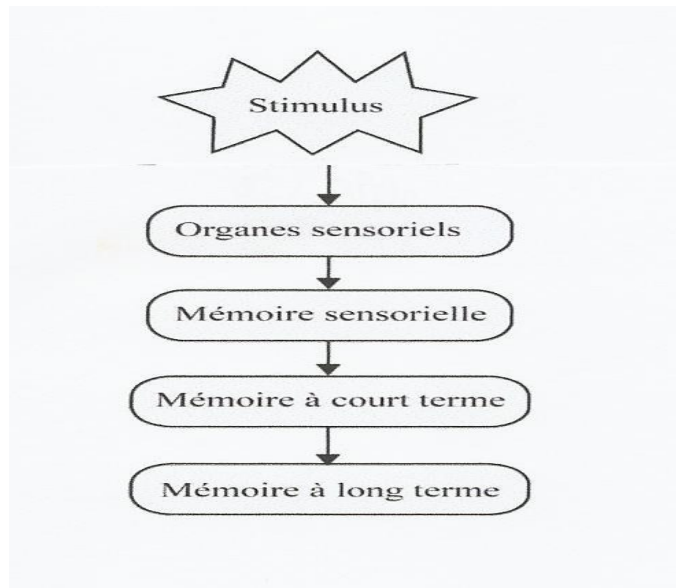 Stimulus
Organes sensoriels
Mémoire sensorielle
Mémoire à court terme
Mémoire à long terme